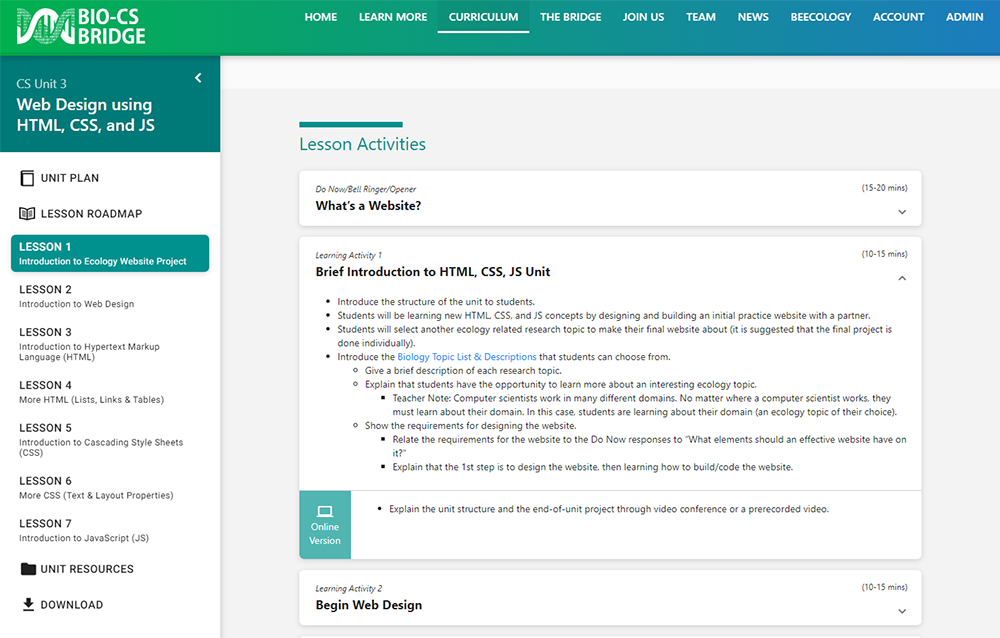 BIO-CS
BRIDGE
HOME LEARN MORE CURRICULUM THE BRIDGE JOIN US TEAM NEWS BEECOLOGY ACCOUNT ADMIN
CS Unit 3
Web Design using
HTML, CSS, and JS
UNIT PLAN
LESSON ROADMAP
LESSON 1
Introduction to Ecology Website Project
LESSON 2
Introduction to Web Design
LESSON 3
Introduction to Hypertext Markup
Language (HTML)
LESSON 4
More HTML (Lists, Links & Tables)
LESSON 5
Introduction to Cascading Style Sheets
(CSS)
LESSON 6
More CSS (Text & Layout Properties)
LESSON 7
Introduction to JavaScript (JS)
UNIT RESOURCES
DOWNLOAD
Lesson Activities
Do Now/Bell Ringer/Opener
(15-20 mins)
What's a Website?
Learning Activity 1
(10-15 mins)
Brief Introduction to HTML, CSS, JS Unit
• Introduce the structure of the unit to students.
• Students will be learning new HTML, CSS, and JS concepts by designing and building an initial practice website with a partner.
• Students will select another ecology related research topic to make their final website about (it is suggested that the final project is
done individually).
• Introduce the Biology Topic List & Descriptions that students can choose from.
◦ Give a brief description of each research topic.
◦ Explain that students have the opportunity to learn more about an interesting ecology topic.
▪ Teacher Note: Computer scientists work in many different domains. No matter where a computer scientist works, they
must learn about their domain. In this case, students are learning about their domain (an ecology topic of their choice).
◦ Show the requirements for designing the website.
▪ Relate the requirements for the website to the Do Now responses to "What elements should an effective website have on
it?"
▪ Explain that the 1st step is to design the website, then learning how to build/code the website.
Online
Version
• Explain the unit structure and the end-of-unit project through video conference or a prerecorded video.
Learning Activity 2
(10-15 mins)
Begin Web Design